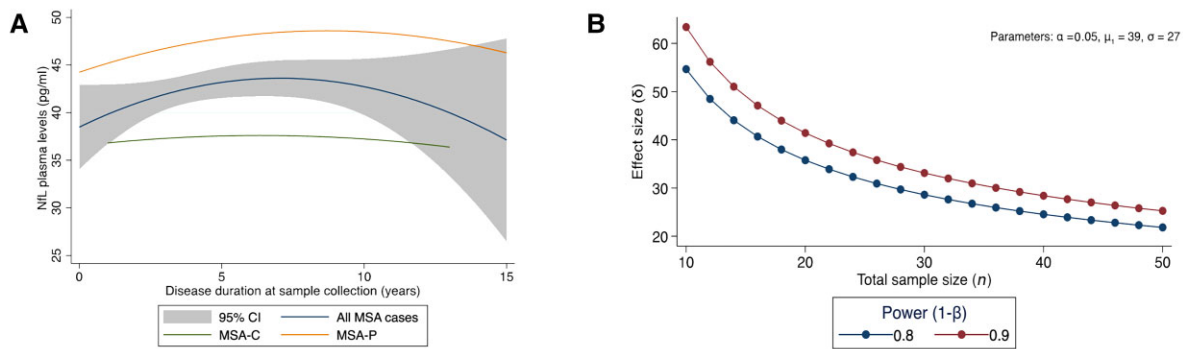 A
NfL plasma levels (pg/ml)
50
45
40
35
30
25
0
5
10
15
Disease duration at sample collection (years)
95% CI
All MSA cases
MSA-C
MSA-P
B
Parameters: α =0.05, μ₁ = 39, σ = 27
Effect size (δ)
60
50
40
30
20
10
20
30
40
50
Total sample size (n)
Power (1-β)
0.8
0.9